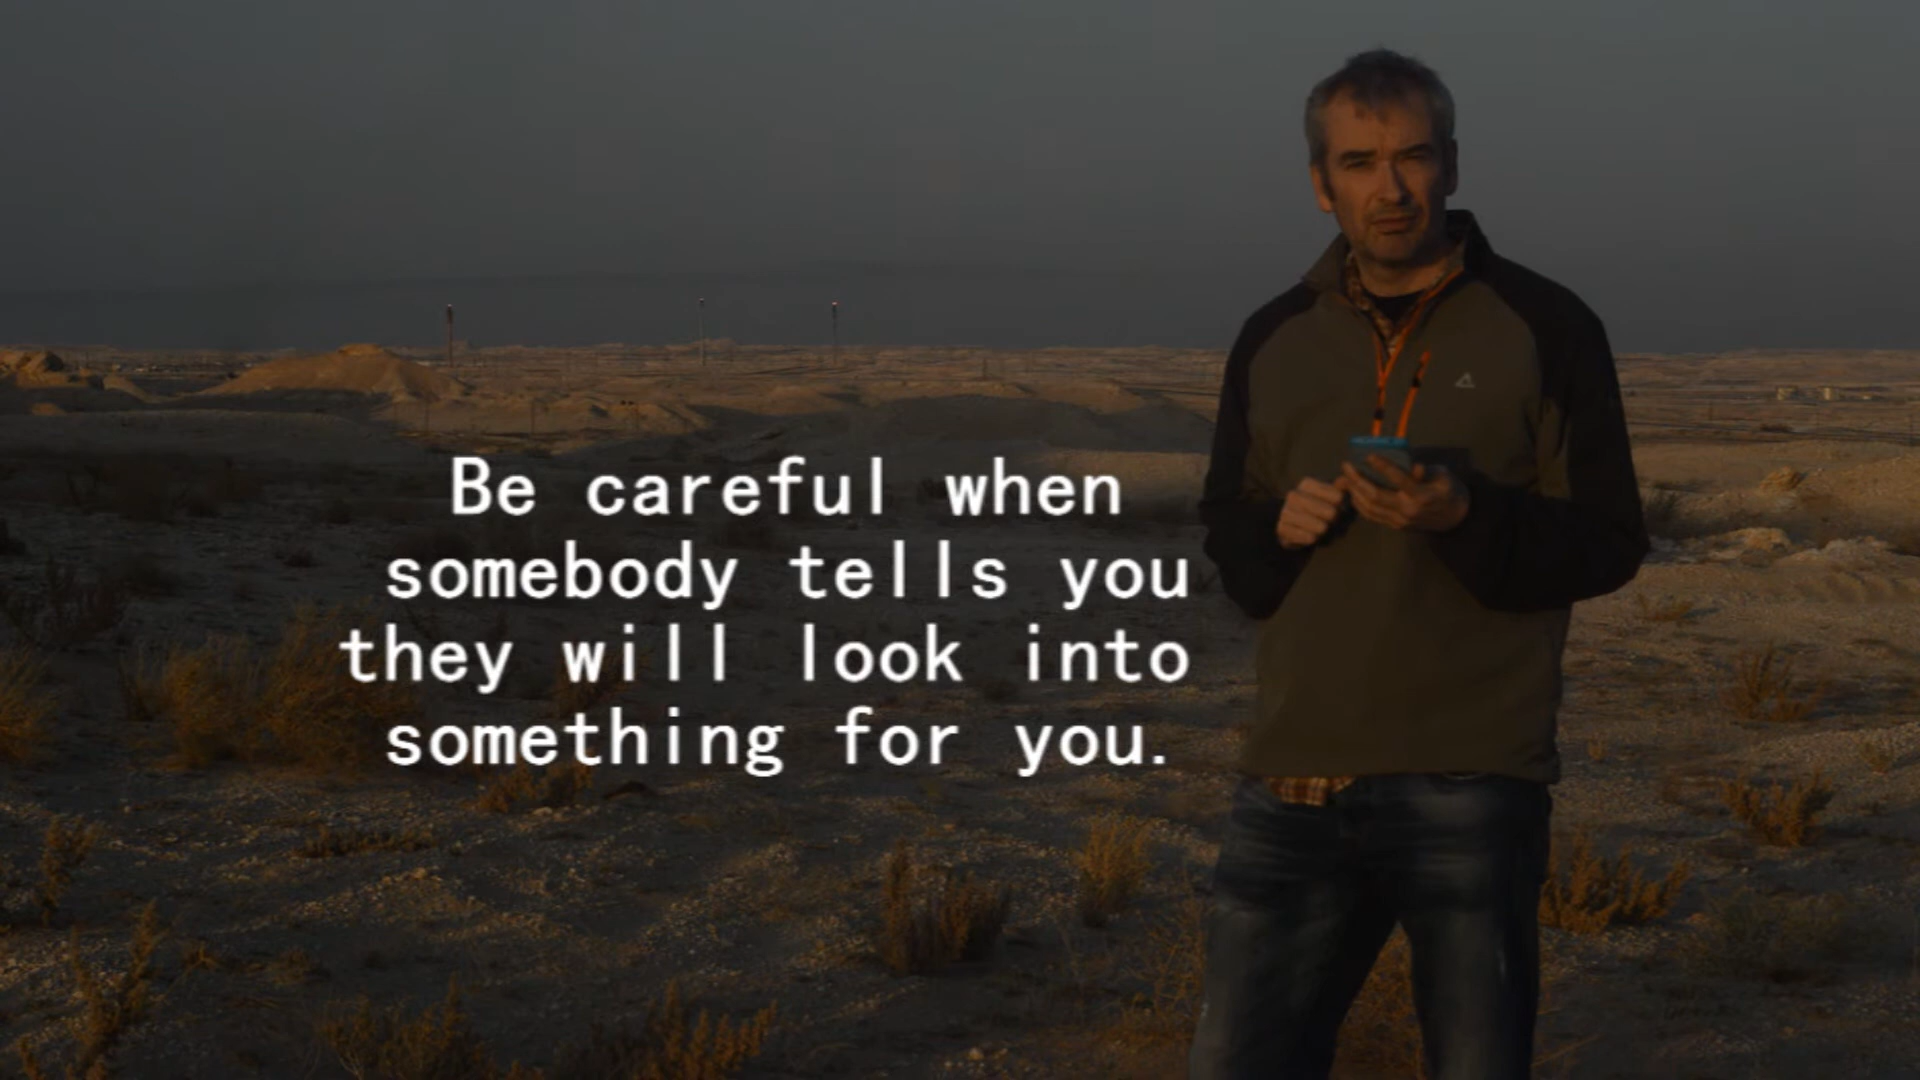 Be careful when
somebody tells you
they will look into
something for you.